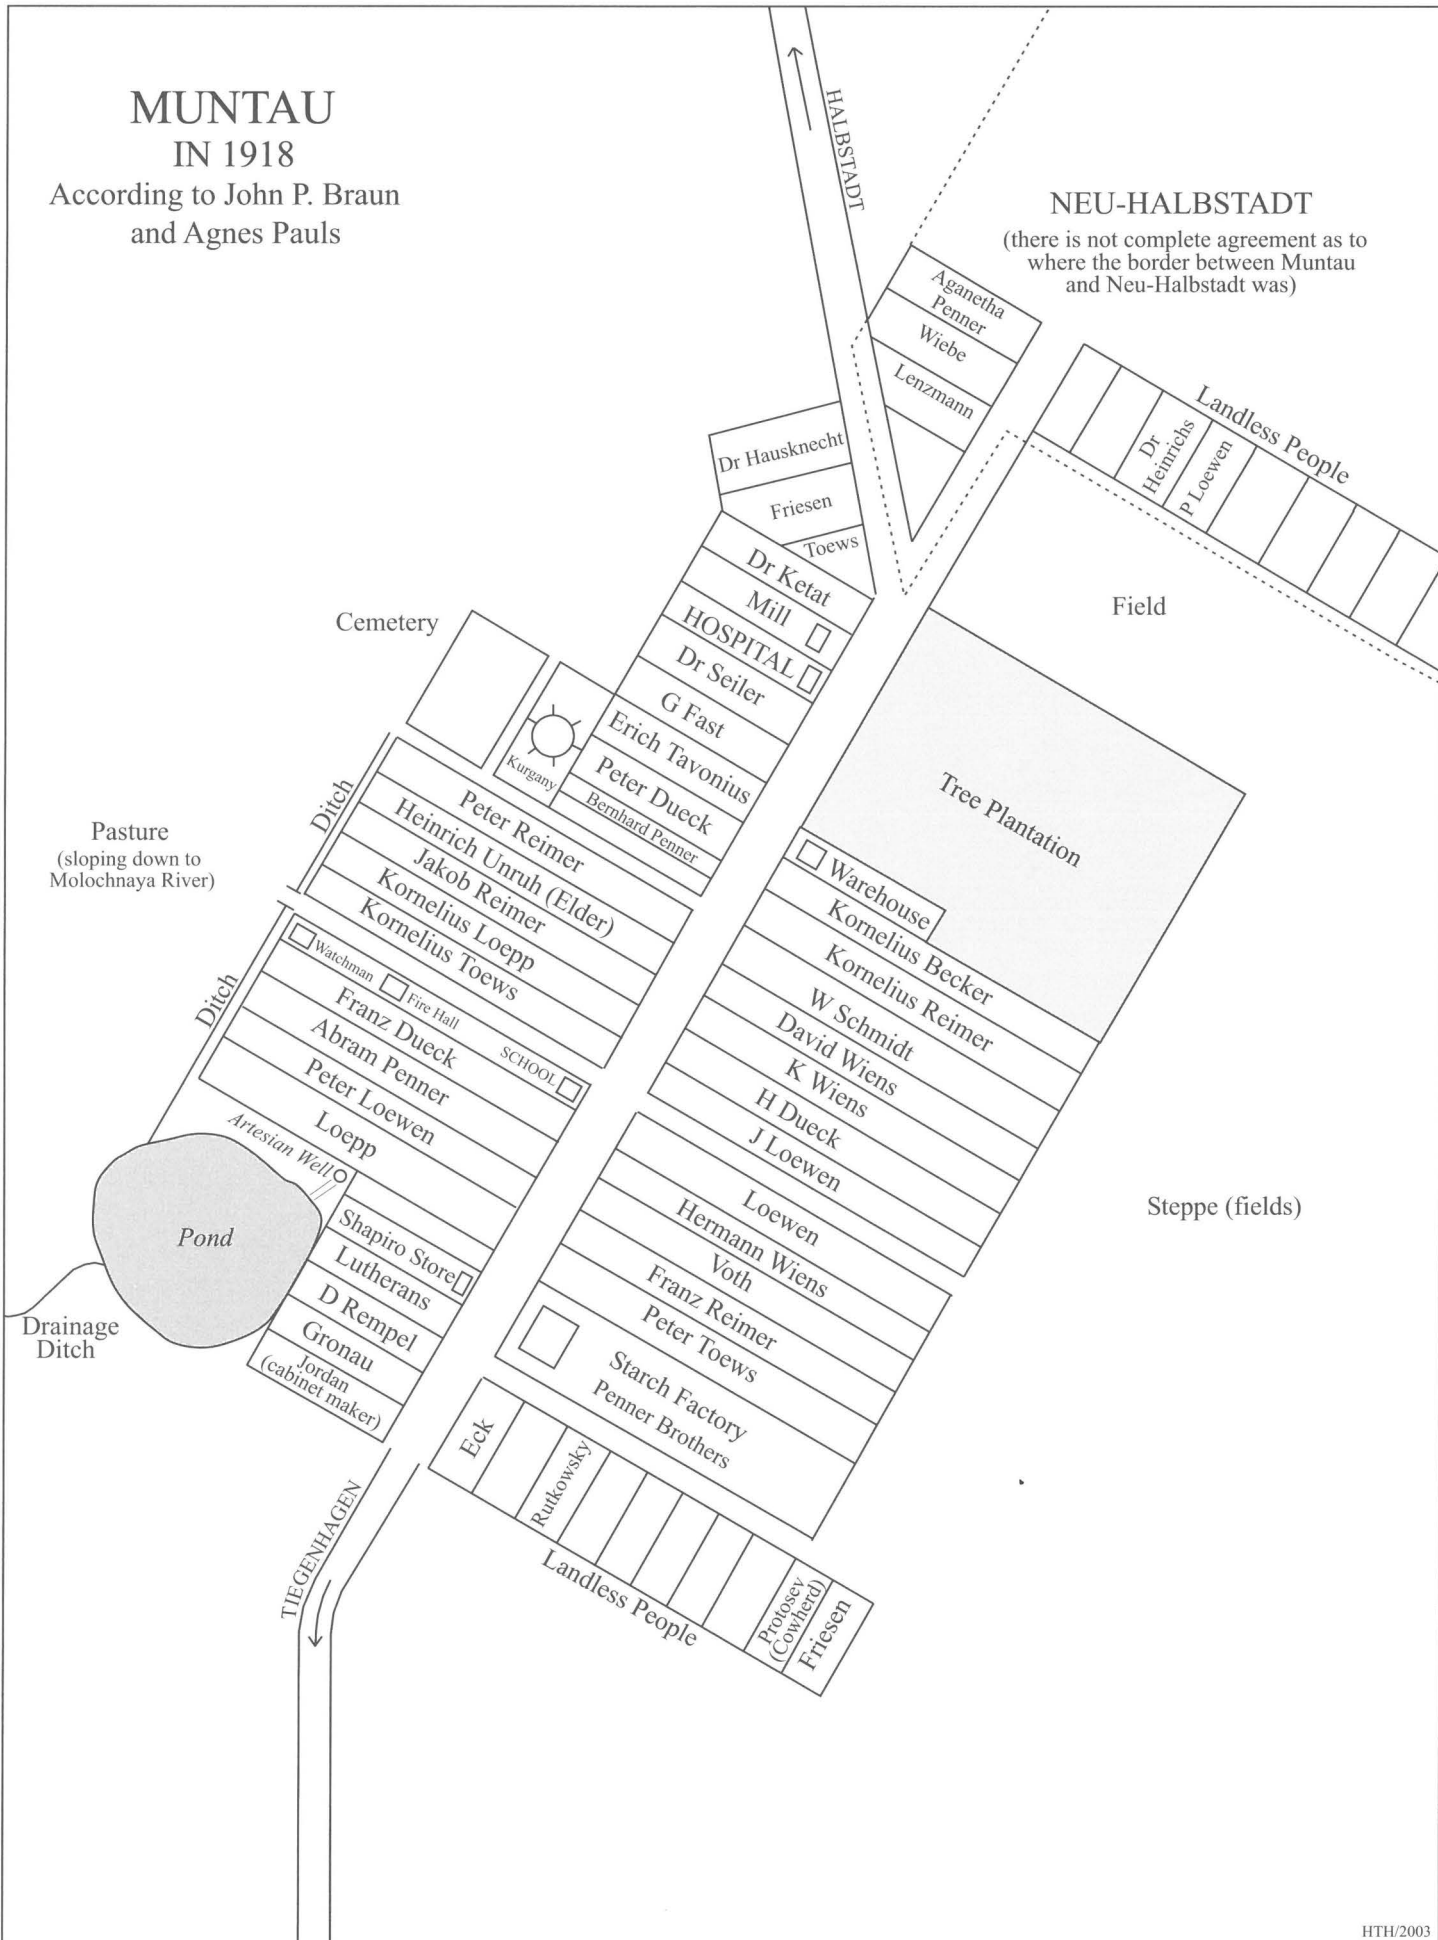 MUNTAU
IN 1918
According to John P. Braun
and Agnes Pauls
HALBSTADT
NEU-HALBSTADT
(there is not complete agreement as to
where the border between Muntau
and Neu-Halbstadt was)
Aganetha
Penner
Wiebe
Lenzmann
Landless People
Dr
Heinrichs
P Loewen
Dr Hausknecht
Friesen
Toews
Dr Ketat
Mill
HOSPITAL
Dr Seiler
G Fast
Erich Tavonius
Peter Dueck
Bernhard Penner
Field
Tree Plantation
Cemetery
Kurgany
Ditch
Pasture
(sloping down to
Molochnaya River)
Peter Reimer
Heinrich Unruh (Elder)
Jakob Reimer
Kornelius Loepp
Kornelius Toews
Ditch
Watchman
Fire Hall
SCHOOL
Franz Dueck
Abram Penner
Peter Loewen
Loepp
Artesian Well
Pond
Drainage
Ditch
Shapiro Store
Lutherans
D Rempel
Gronau
Jordan
(cabinet maker)
Warehouse
Kornelius Becker
Kornelius Reimer
W Schmidt
David Wiens
K Wiens
H Dueck
J Loewen
Steppe (fields)
Loewen
Hermann Wiens
Voth
Franz Reimer
Peter Toews
Starch Factory
Penner Brothers
Eck
Rutkowsky
Landless People
Protosev
(Cowherd)
Friesen
TIEGENHAGEN
HTH/2003